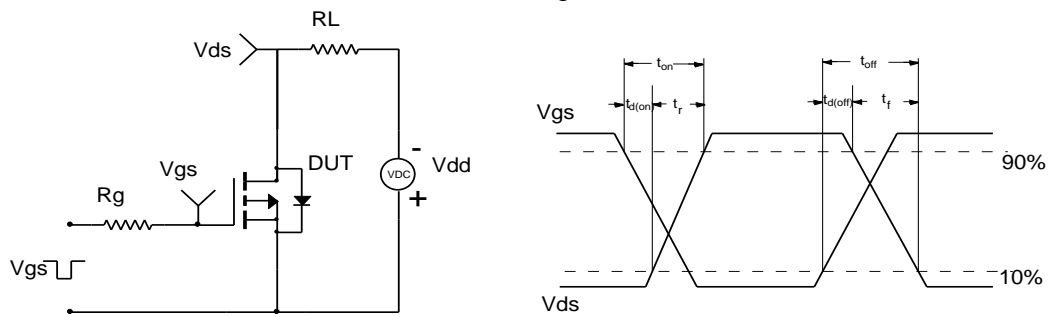 RL
Vds
-
VDC
Vdd
+
DUT
Vgs
Rg
Vgs
ton
toff
td(on)
tr
td(off)
tf
Vgs
90%
10%
Vds